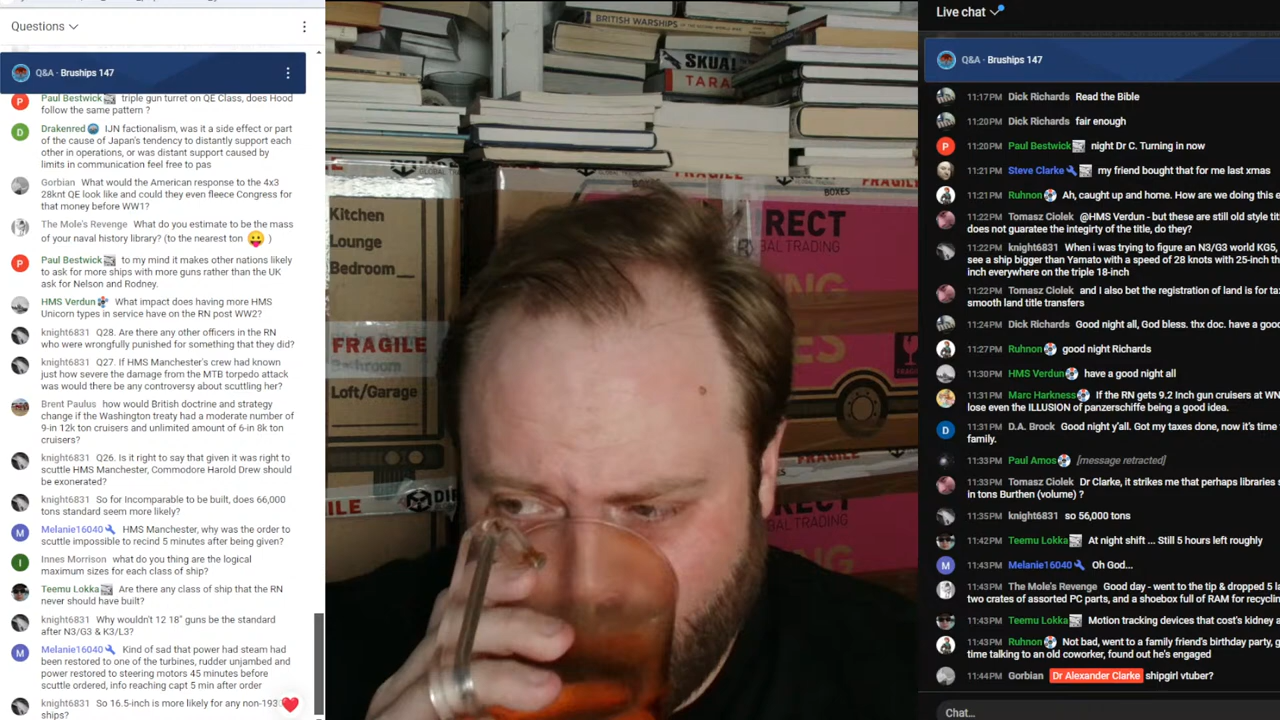 Questions
Q&A · Bruships 147
Paul Bestwick triple gun turret on QE Class, does Hood
follow the same pattern ?
Drakenred IJN factionalism, was it a side effect or part
of the cause of Japan's tendency to distantly support each
other in operations, or was distant support caused by
limits in communication feel free to pas
Gorbian What would the American response to the 4x3
28knt QE look like and could they even fleece Congress for
that money before WW1?
The Mole's Revenge What do you estimate to be the mass
of your naval history library? (to the nearest ton 😛 )
Paul Bestwick to my mind it makes other nations likely
to ask for more ships with more guns rather than the UK
ask for Nelson and Rodney.
HMS Verdun What impact does having more HMS
Unicorn types in service have on the RN post WW2?
knight6831 Q28. Are there any other officers in the RN
who were wrongfully punished for something that they did?
knight6831 Q27. If HMS Manchester's crew had known
just how severe the damage from the MTB torpedo attack
was would there be any controversy about scuttling her?
Brent Paulus how would British doctrine and strategy
change if the Washington treaty had a moderate number of
9-in 12k ton cruisers and unlimited amount of 6-in 8k ton
cruisers?
knight6831 Q26. Is it right to say that given it was right to
scuttle HMS Manchester, Commodore Harold Drew should
be exonerated?
knight6831 So for Incomparable to be built, does 66,000
tons standard seem more likely?
Melanie16040 HMS Manchester, why was the order to
scuttle impossible to recind 5 minutes after being given?
Innes Morrison what do you thing are the logical
maximum sizes for each class of ship?
Teemu Lokka Are there any class of ship that the RN
never should have built?
knight6831 Why wouldn't 12 18" guns be the standard
after N3/G3 & K3/L3?
Melanie16040 Kind of sad that power had steam had
been restored to one of the turbines, rudder unjambed and
power restored to steering motors 45 minutes before
scuttle ordered, info reaching capt 5 min after order
knight6831 So 16.5-inch is more likely for any non-193
ships?
BRITISH WARSHIPS
SKUA
TARA
GLOBAL TRADING
BOXES
FRAGILE
Kitchen
Lounge
Bedroom
FRAGILE
Bathroom
Loft/Garage
RECT
BAL TRADING
FRAGILE
Live chat
Q&A · Bruships 147
11:17PM Dick Richards Read the Bible
11:20PM Dick Richards fair enough
11:20PM Paul Bestwick night Dr C. Turning in now
11:21PM Steve Clarke my friend bought that for me last xmas
11:21PM Ruhnon Ah, caught up and home. How are we doing this e
11:22PM Tomasz Ciolek @HMS Verdun - but these are still old style ti
does not guratee the integirty of the title, do they?
11:22PM knight6831 When i was trying to figure an N3/G3 world KG5,
see a ship bigger than Yamato with a speed of 28 knots with 25-inch th
inch everywhere on the triple 18-inch
11:22PM Tomasz Ciolek and I also bet the registration of land is for tax
smooth land title transfers
11:24PM Dick Richards Good night all, God bless. thx doc. have a good
11:27PM Ruhnon good night Richards
11:30PM HMS Verdun have a good night all
11:31PM Marc Harkness If the RN gets 9.2 Inch gun cruisers at WN
lose even the ILLUSION of panzerschiffe being a good idea.
11:31PM D.A. Brock Good night y'all. Got my taxes done, now it's time
family.
11:33PM Paul Amos [message retracted]
11:33PM Tomasz Ciolek Dr Clarke, it strikes me that perhaps libraries s
in tons Burthen (volume) ?
11:35PM knight6831 so 56,000 tons
11:42PM Teemu Lokka At night shift ... Still 5 hours left roughly
11:43PM Melanie16040 Oh God...
11:43PM The Mole's Revenge Good day - went to the tip & dropped 5 la
two crates of assorted PC parts, and a shoebox full of RAM for recyclin
11:43PM Teemu Lokka Motion tracking devices that cost's kidney a
11:43PM Ruhnon Not bad, went to a family friend's birthday party, g
time talking to an old coworker, found out he's engaged
11:44PM Gorbian Dr Alexander Clarke shipgirl vtuber?
Chat...